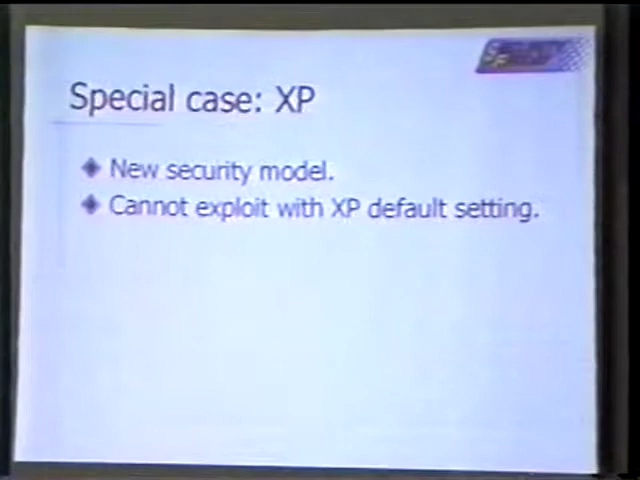 Special case: XP
New security model.
Cannot exploit with XP default setting.